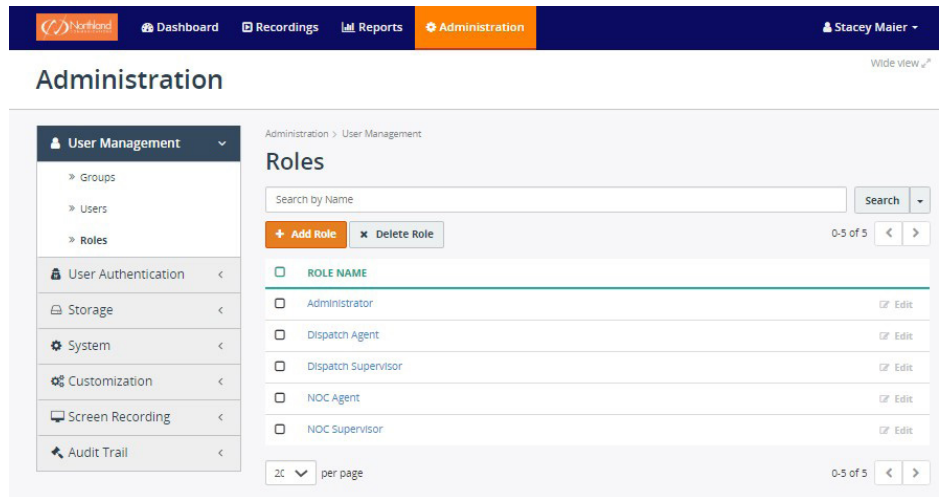 Northland Dashboard Recordings Reports Administration Stacey Maier
Administration
Wide view
User Management
Groups
Users
Roles
User Authentication
Storage
System
Customization
Screen Recording
Audit Trail
Administration > User Management
Roles
Search by Name Search
+ Add Role × Delete Role 0-5 of 5 < >
ROLE NAME
Administrator Edit
Dispatch Agent Edit
Dispatch Supervisor Edit
NOC Agent Edit
NOC Supervisor Edit
per page 0-5 of 5 < >